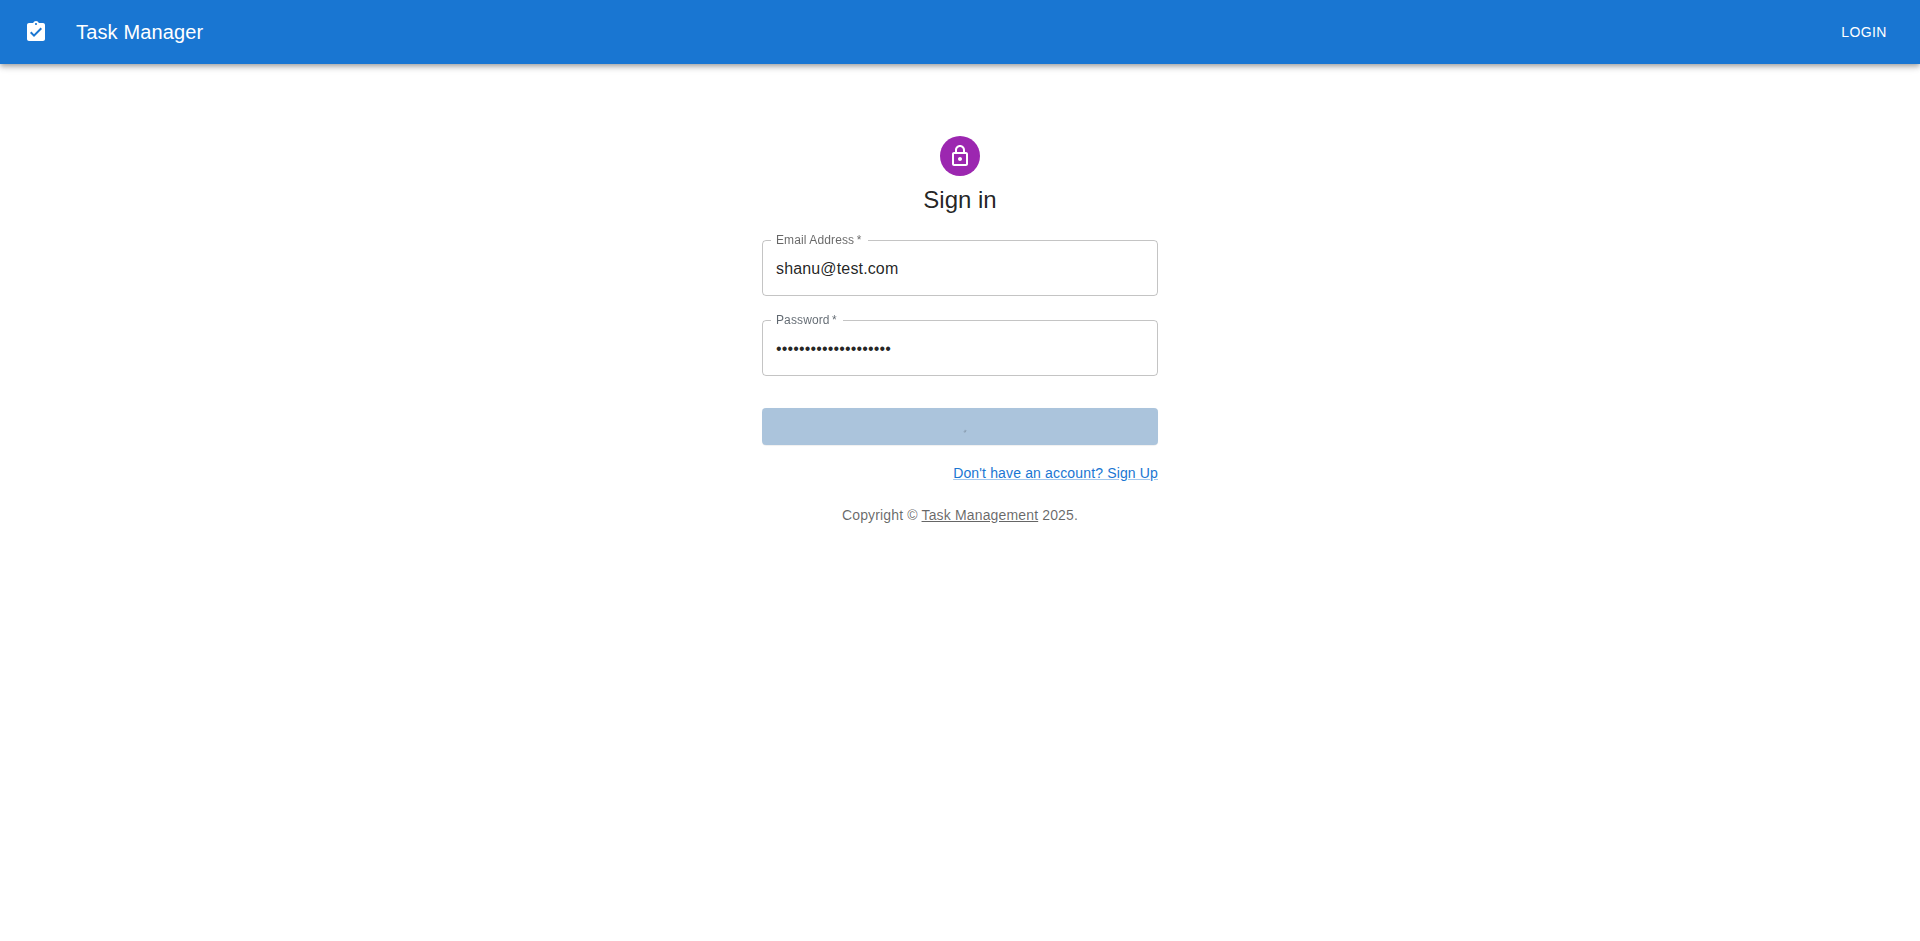 Task Manager
LOGIN
Sign in
Email Address *
shanu@test.com
Password *
••••••••••••••••••••
Don't have an account? Sign Up
Copyright © Task Management 2025.